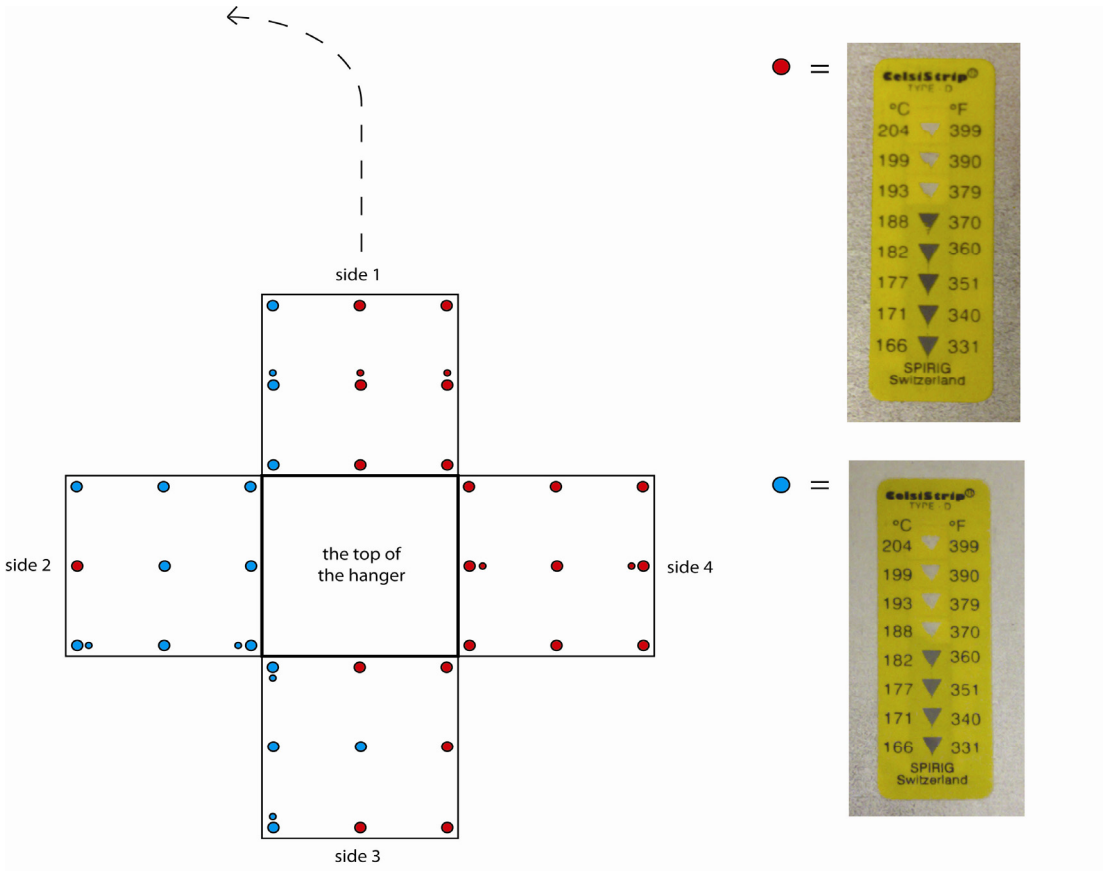 side 1
side 2
the top of
the hanger
side 4
side 3
=
CelsiStrip®
TYPE - D
°C °F
204 399
199 390
193 379
188 370
182 360
177 351
171 340
166 331
SPIRIG
Switzerland
=
CelsiStrip®
TYPE - D
°C °F
204 399
199 390
193 379
188 370
182 360
177 351
171 340
166 331
SPIRIG
Switzerland